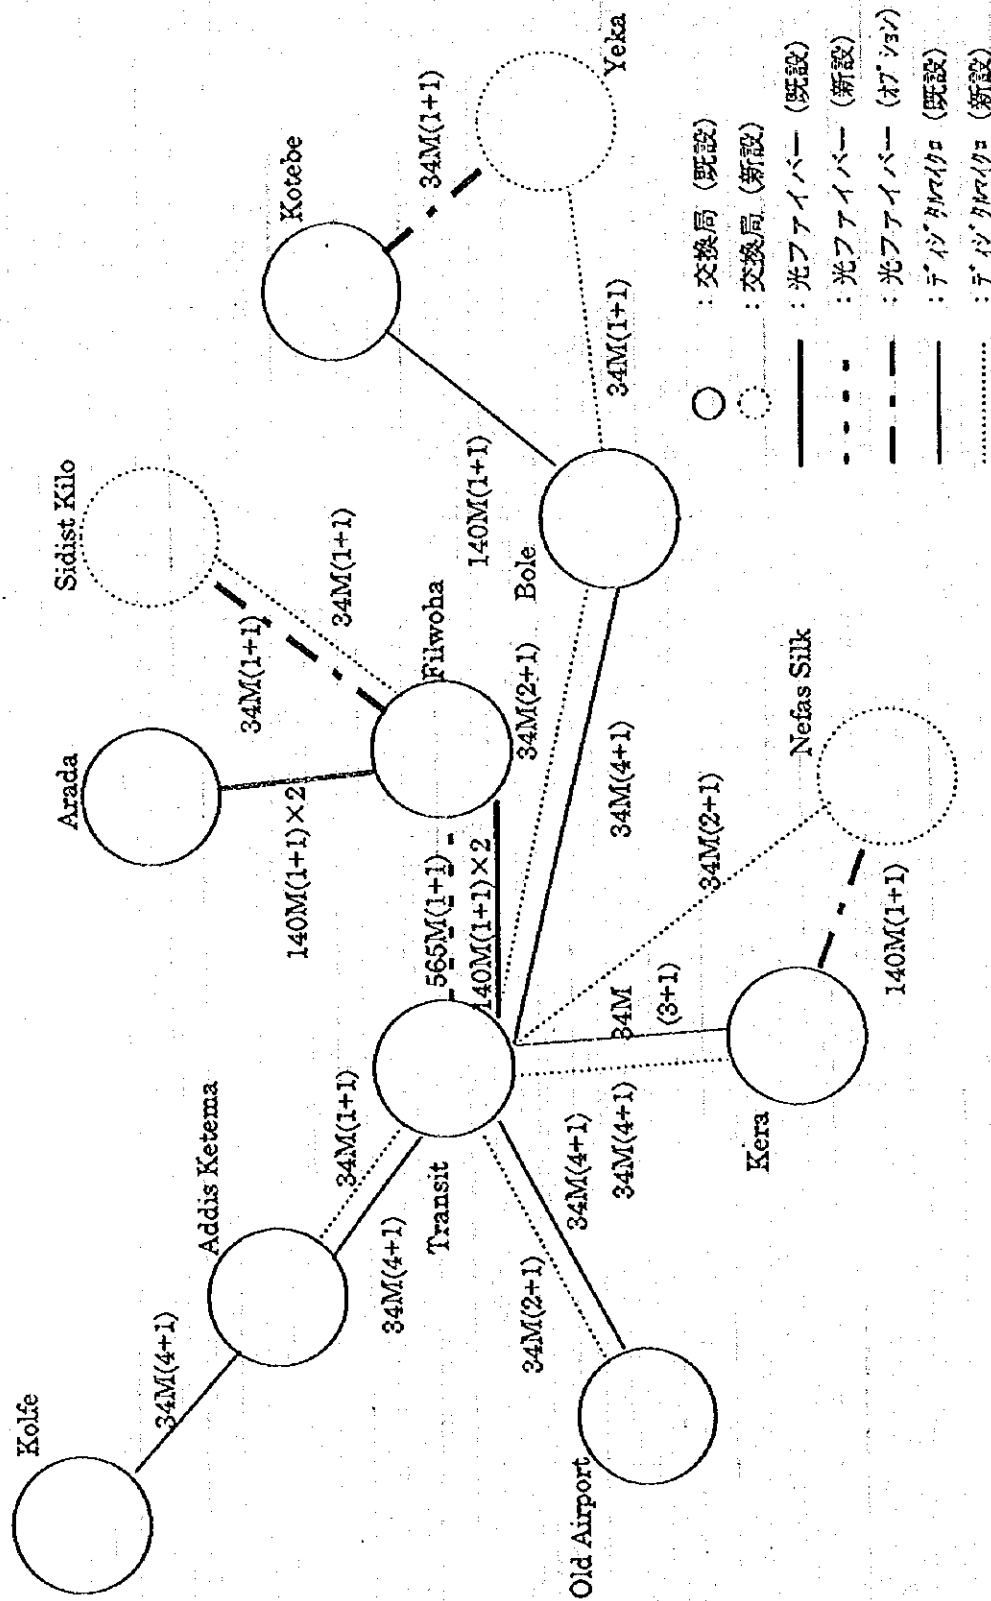 Kolfe
34M(4+1)
Addis Ketema
34M(1+1)
34M(4+1)
Transit
Arada
140M(1+1)×2
565M(1+1)
140M(1+1)×2
Sidist Kilo
34M(1+1)
34M(1+1)
Filwoha
Kotebe
34M(1+1)
Yeka
140M(1+1)
34M(1+1)
Bole
34M(2+1)
34M(4+1)
34M(2+1)
Nefas Silk
140M(1+1)
34M
(3+1)
34M(4+1)
34M(4+1)
34M(2+1)
Kera
Old Airport
：交換局 (既設)
：交換局 (新設)
：光ファイバー (既設)
：光ファイバー (新設)
：光ファイバー (オプション)
：ディジタルマイクロ (既設)
：ディジタルマイクロ (新設)